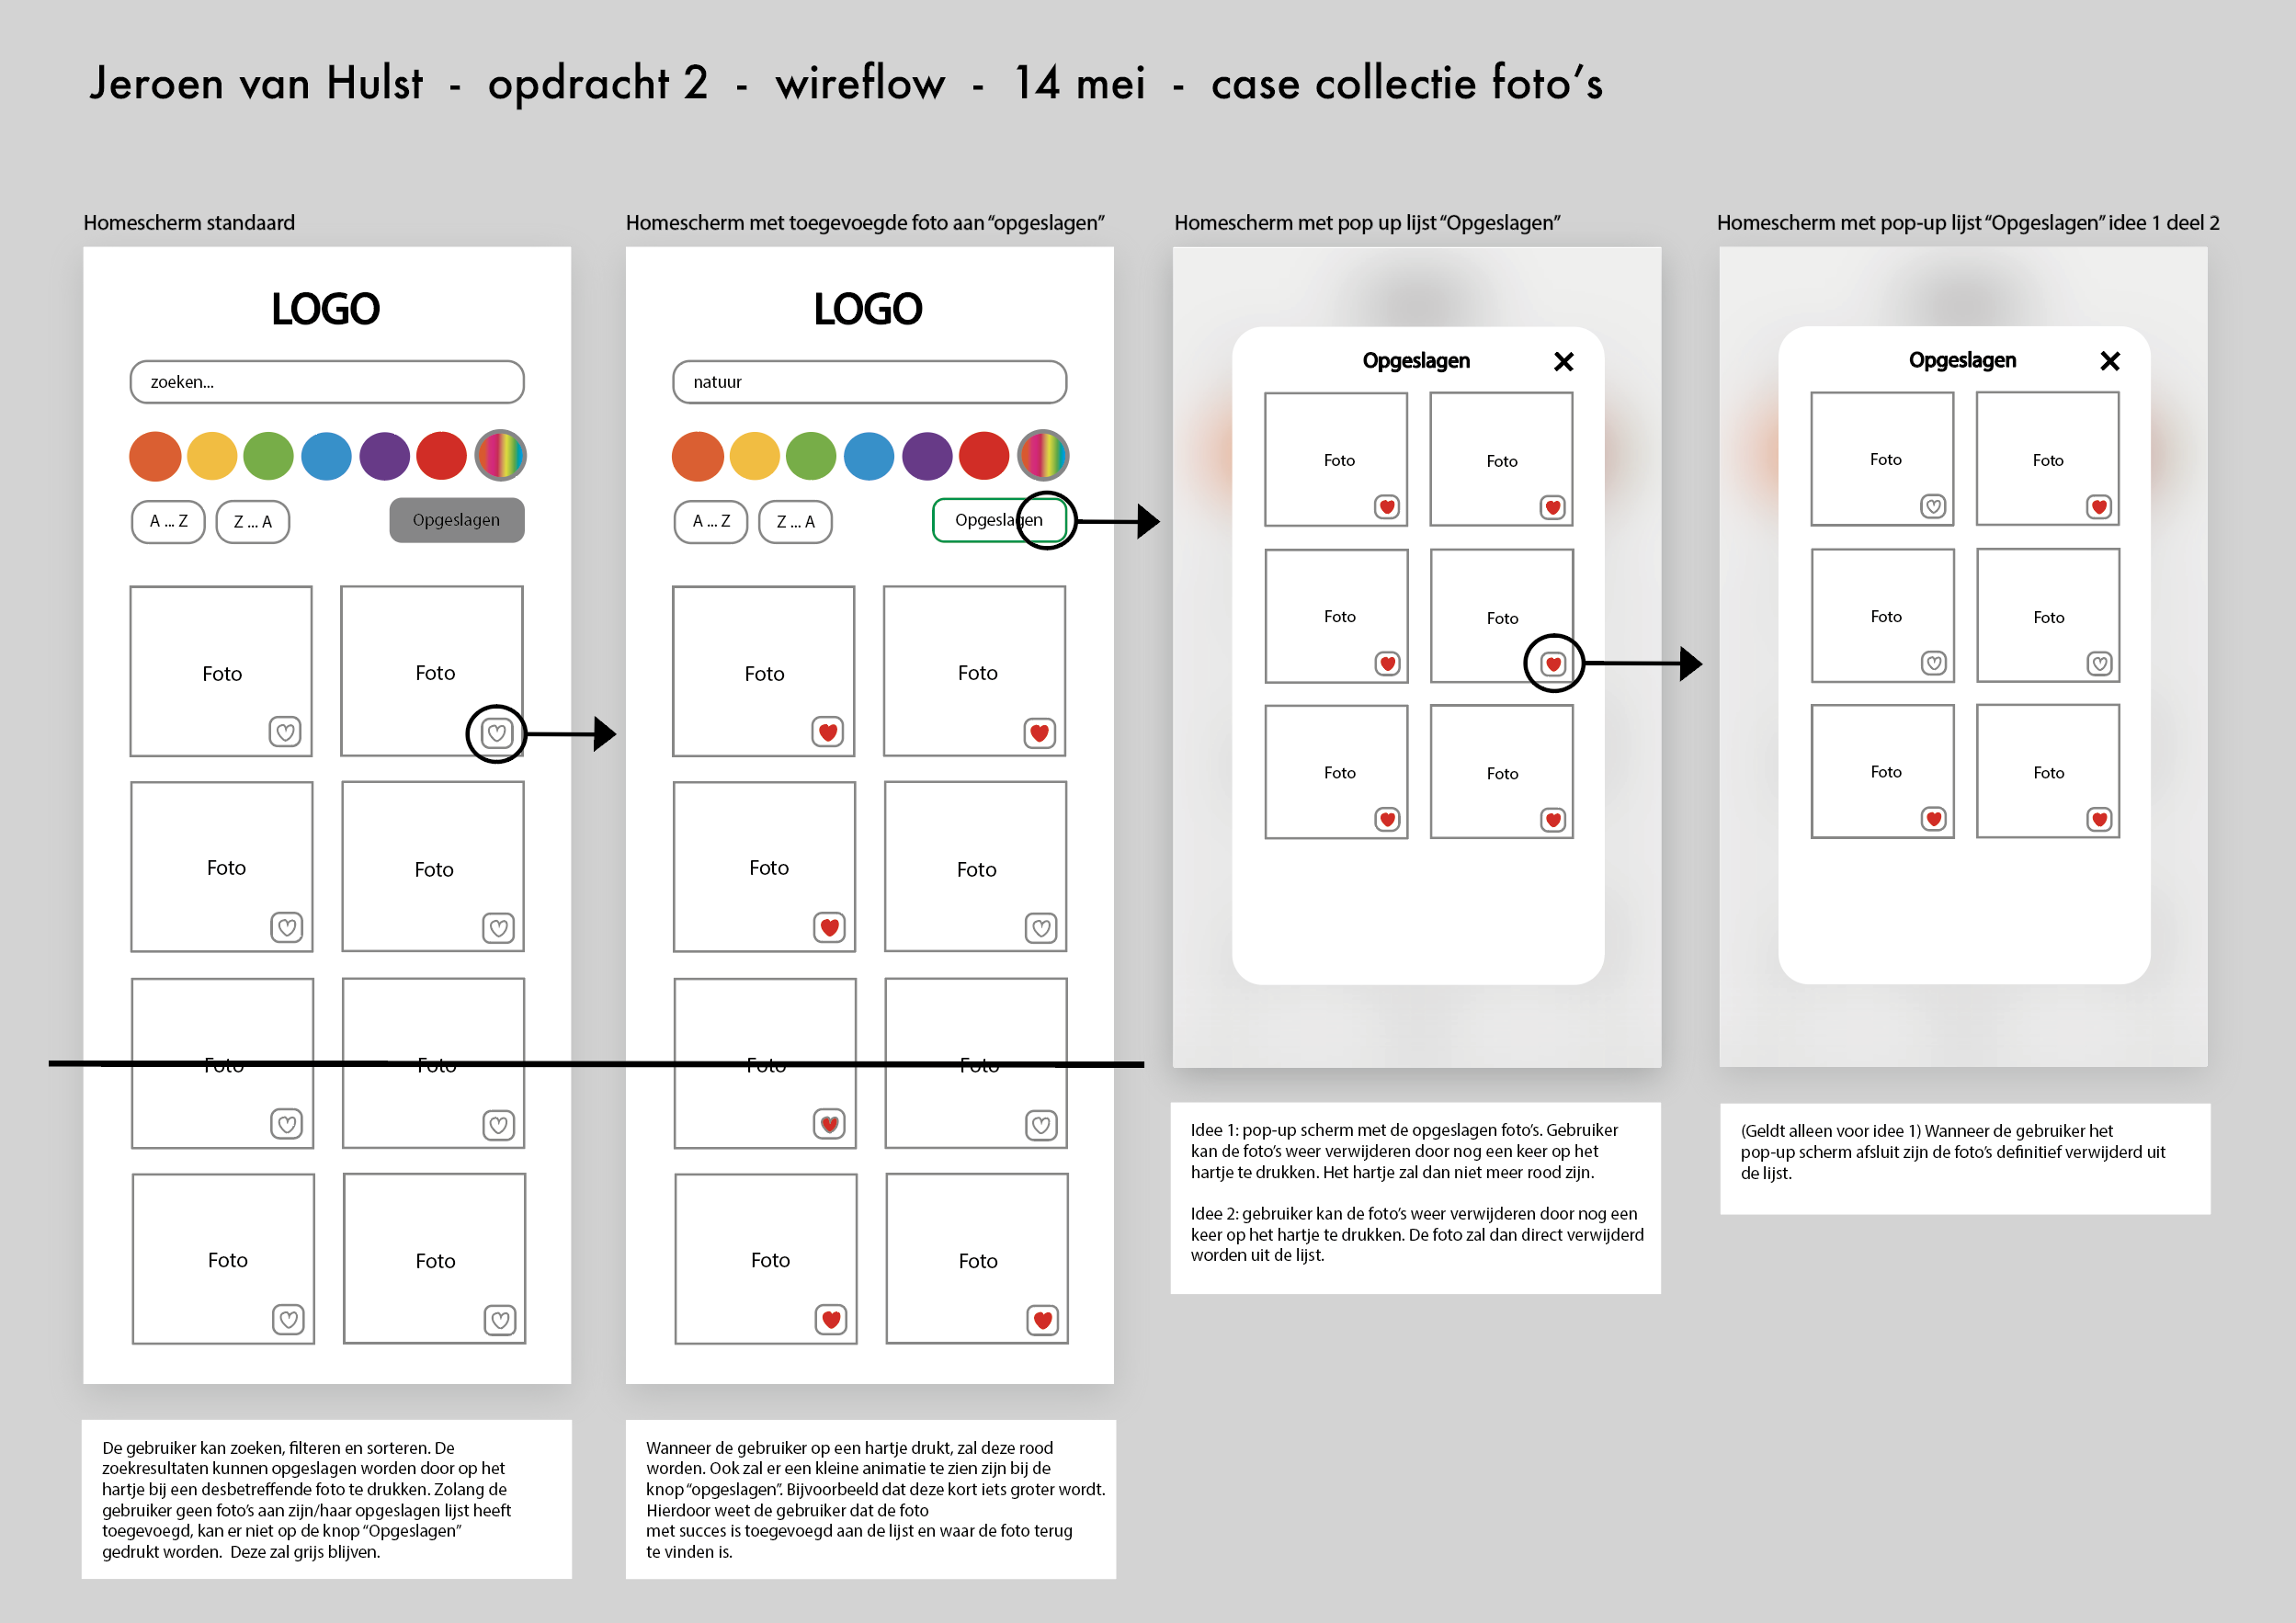 Jeroen van Hulst - opdracht 2 - wireflow - 14 mei - case collectie foto’s
Homescherm standaard
LOGO
zoeken...
A ... Z
Z ... A
Opgeslagen
Foto
Foto
Foto
Foto
Foto
Foto
Foto
Foto
De gebruiker kan zoeken, filteren en sorteren. De
zoekresultaten kunnen opgeslagen worden door op het
hartje bij een desbetreffende foto te drukken. Zolang de
gebruiker geen foto’s aan zijn/haar opgeslagen lijst heeft
toegevoegd, kan er niet op de knop “Opgeslagen”
gedrukt worden.  Deze zal grijs blijven.
Homescherm met toegevoegde foto aan “opgeslagen”
LOGO
natuur
A ... Z
Z ... A
Opgeslagen
Foto
Foto
Foto
Foto
Foto
Foto
Foto
Foto
Wanneer de gebruiker op een hartje drukt, zal deze rood
worden. Ook zal er een kleine animatie te zien zijn bij de
knop “opgeslagen”. Bijvoorbeeld dat deze kort iets groter wordt.
Hierdoor weet de gebruiker dat de foto
met succes is toegevoegd aan de lijst en waar de foto terug
te vinden is.
Homescherm met pop up lijst “Opgeslagen”
Opgeslagen
Foto
Foto
Foto
Foto
Foto
Foto
Idee 1: pop-up scherm met de opgeslagen foto’s. Gebruiker
kan de foto’s weer verwijderen door nog een keer op het
hartje te drukken. Het hartje zal dan niet meer rood zijn.
Idee 2: gebruiker kan de foto’s weer verwijderen door nog een
keer op het hartje te drukken. De foto zal dan direct verwijderd
worden uit de lijst.
Homescherm met pop-up lijst “Opgeslagen” idee 1 deel 2
Opgeslagen
Foto
Foto
Foto
Foto
Foto
Foto
(Geldt alleen voor idee 1) Wanneer de gebruiker het
pop-up scherm afsluit zijn de foto’s definitief verwijderd uit
de lijst.